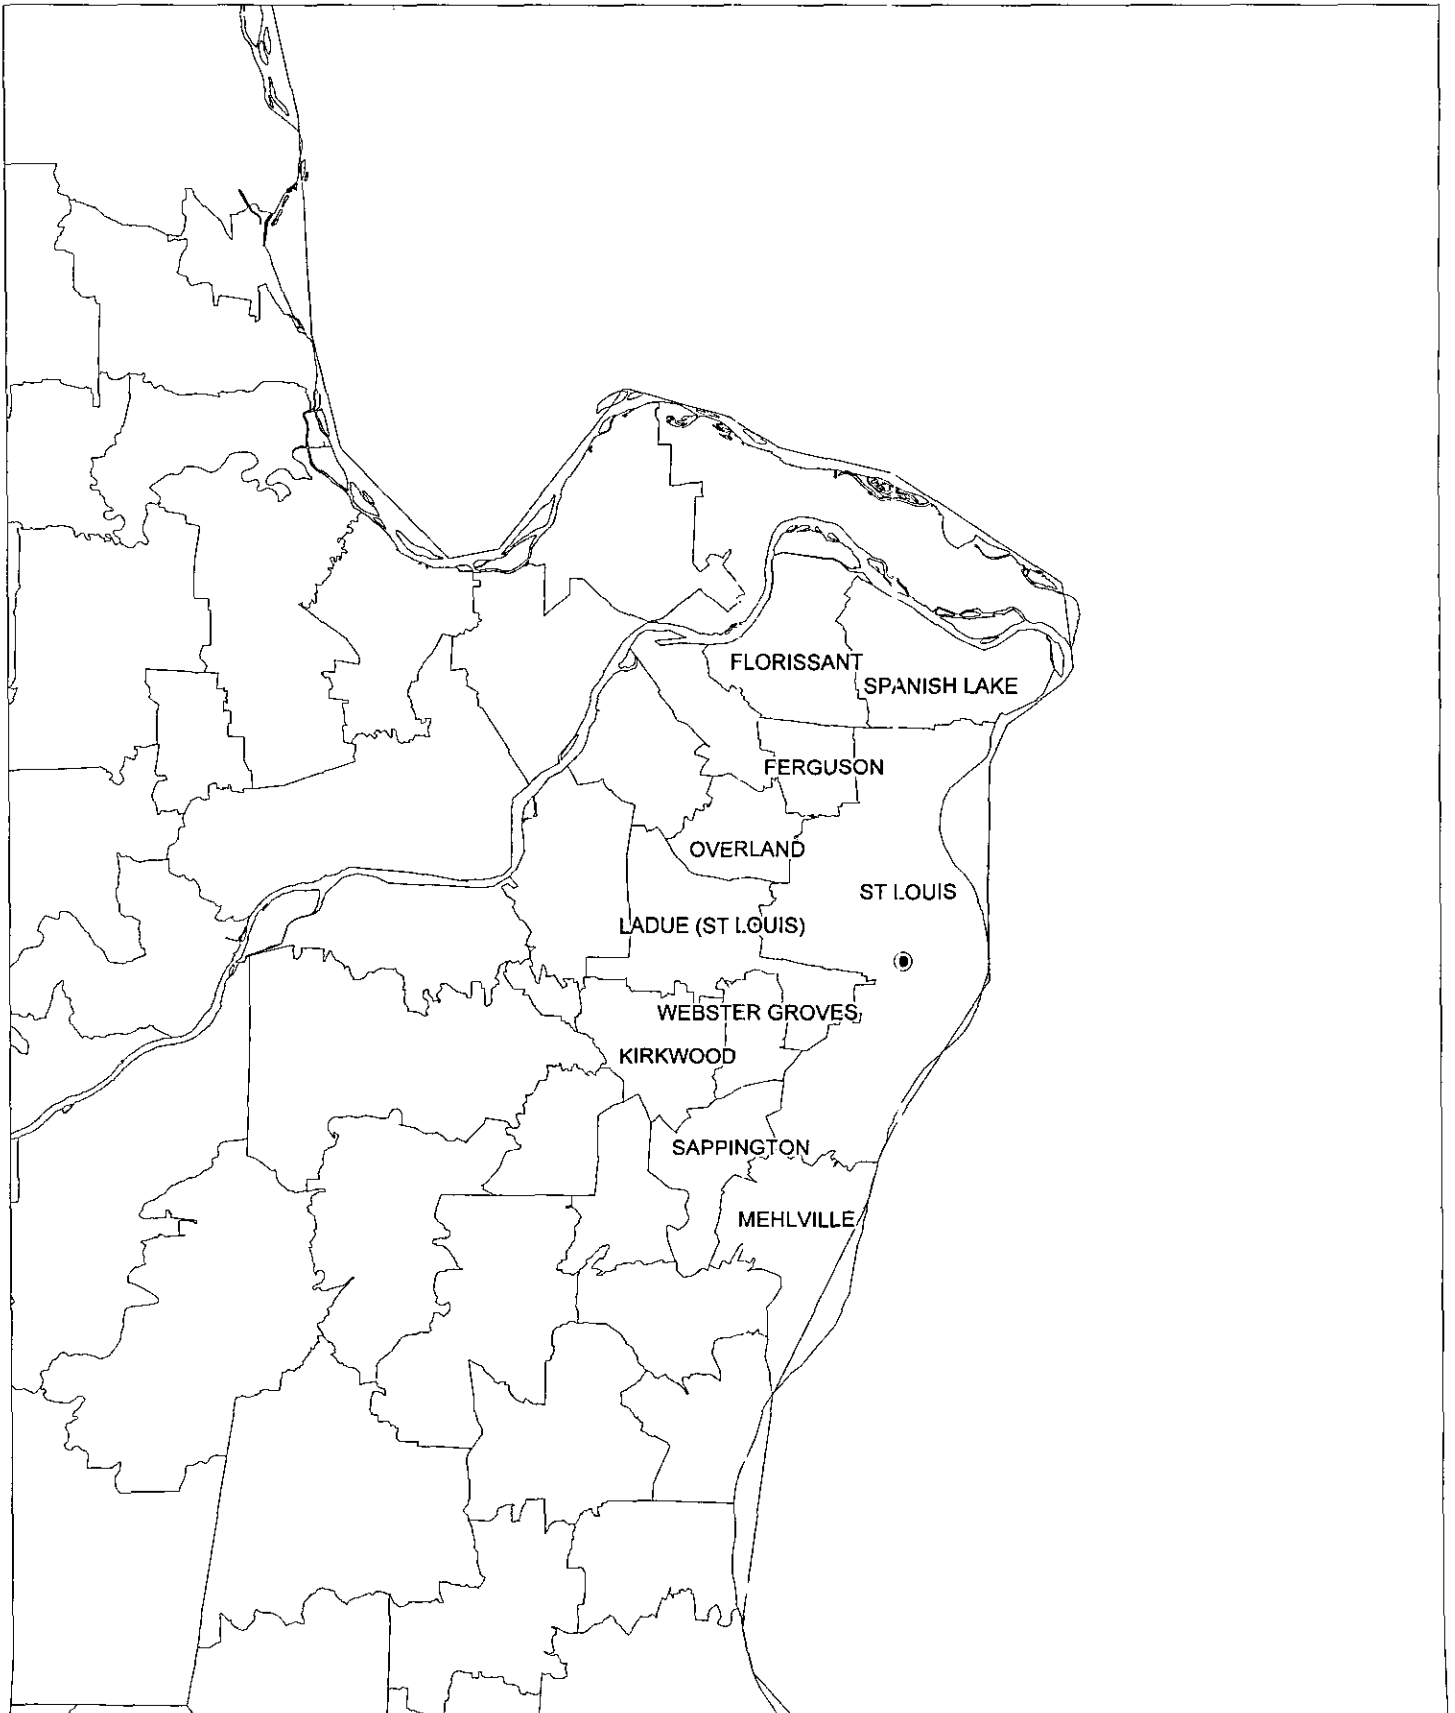 FLORISSANT
SPANISH LAKE
FERGUSON
OVERLAND
ST LOUIS
LADUE (ST LOUIS)
WEBSTER GROVES
KIRKWOOD
SAPPINGTON
MEHLVILLE